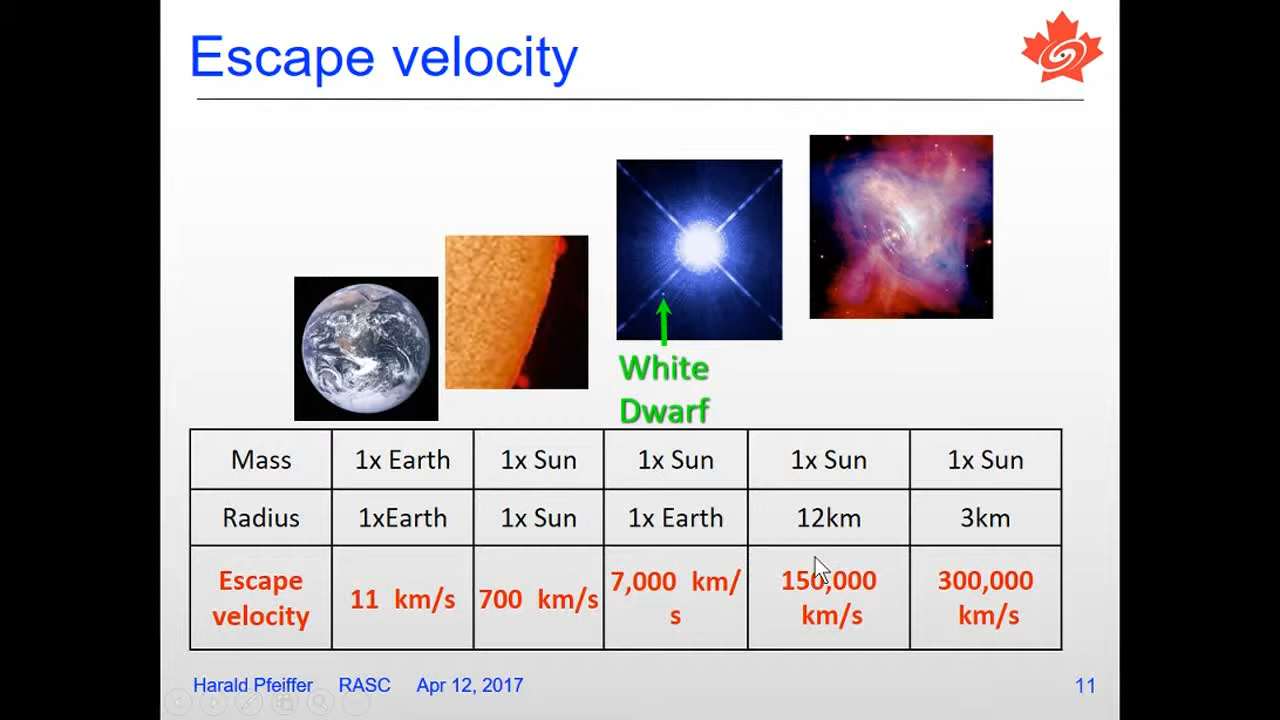 Escape velocity
White
Dwarf
Mass 1x Earth 1x Sun 1x Sun 1x Sun 1x Sun
Radius 1xEarth 1x Sun 1x Earth 12km 3km
Escape velocity 11 km/s 700 km/s 7,000 km/s 150,000 km/s 300,000 km/s
Harald Pfeiffer RASC Apr 12, 2017 11